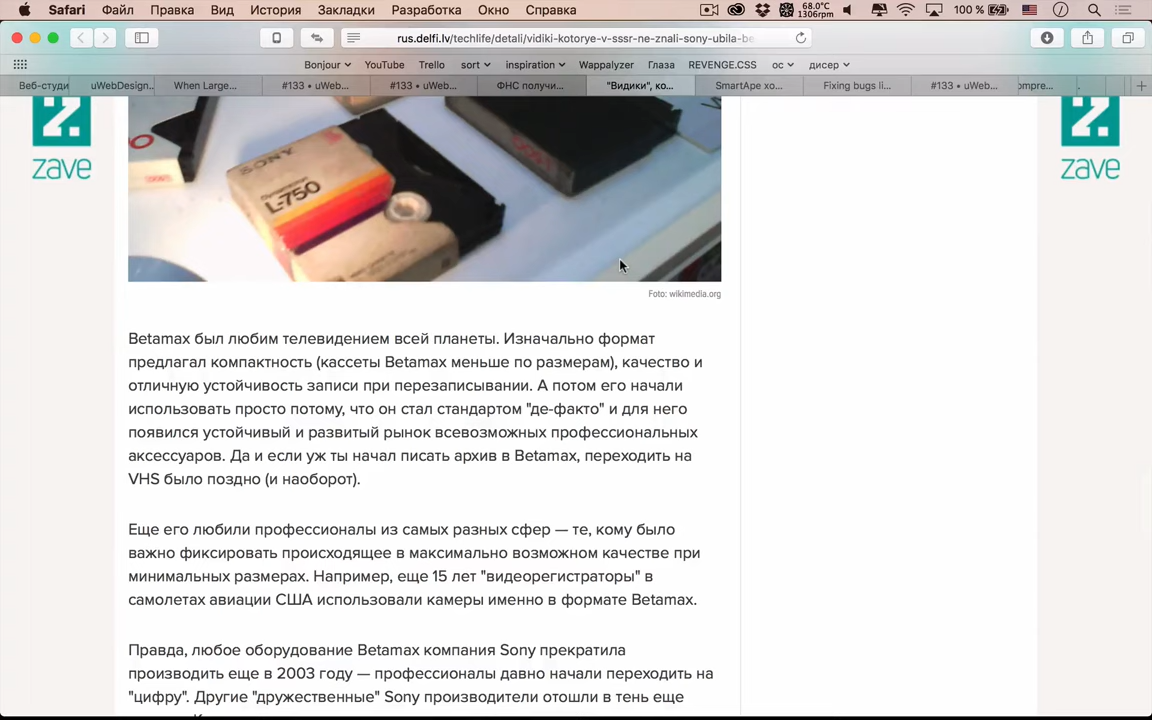 Safari Файл Правка Вид История Закладки Разработка Окно Справка 68.0°C 1306rpm 100 %
rus.delfi.lv/techlife/detali/vidiki-kotorye-v-sssr-ne-znali-sony-ubila-be
Bonjour YouTube Trello sort inspiration Wappalyzer Глаза REVENGE.CSS ос дисер
Веб-студи uWebDesign... When Large... #133 • uWeb... #133 • uWeb... ФНС получи... "Видики", ко... SmartApe хо... Fixing bugs li... #133 • uWeb... ompre...
zave
zave
SONY
Dynamicron
L-750
Foto: wikimedia.org
Betamax был любим телевидением всей планеты. Изначально формат
предлагал компактность (кассеты Betamax меньше по размерам), качество и
отличную устойчивость записи при перезаписывании. А потом его начали
использовать просто потому, что он стал стандартом "де-факто" и для него
появился устойчивый и развитый рынок всевозможных профессиональных
аксессуаров. Да и если уж ты начал писать архив в Betamax, переходить на
VHS было поздно (и наоборот).
Еще его любили профессионалы из самых разных сфер — те, кому было
важно фиксировать происходящее в максимально возможном качестве при
минимальных размерах. Например, еще 15 лет "видеорегистраторы" в
самолетах авиации США использовали камеры именно в формате Betamax.
Правда, любое оборудование Betamax компания Sony прекратила
производить еще в 2003 году — профессионалы давно начали переходить на
"цифру". Другие "дружественные" Sony производители отошли в тень еще